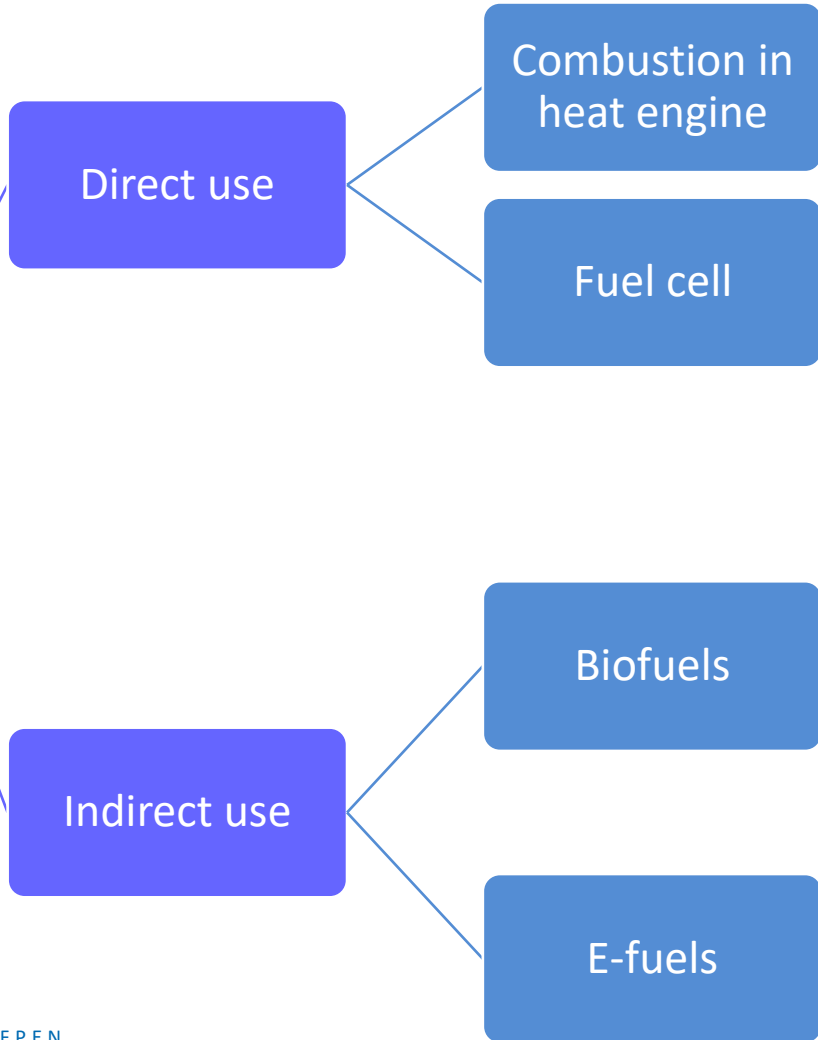 Combustion in
heat engine
Direct use
Fuel cell
Biofuels
Indirect use
E-fuels